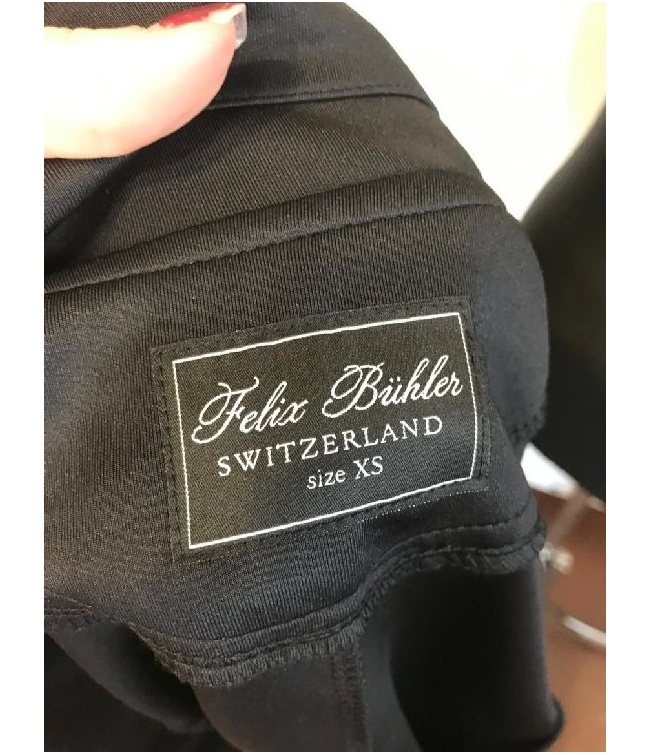 Felix Bühler
SWITZERLAND
size XS